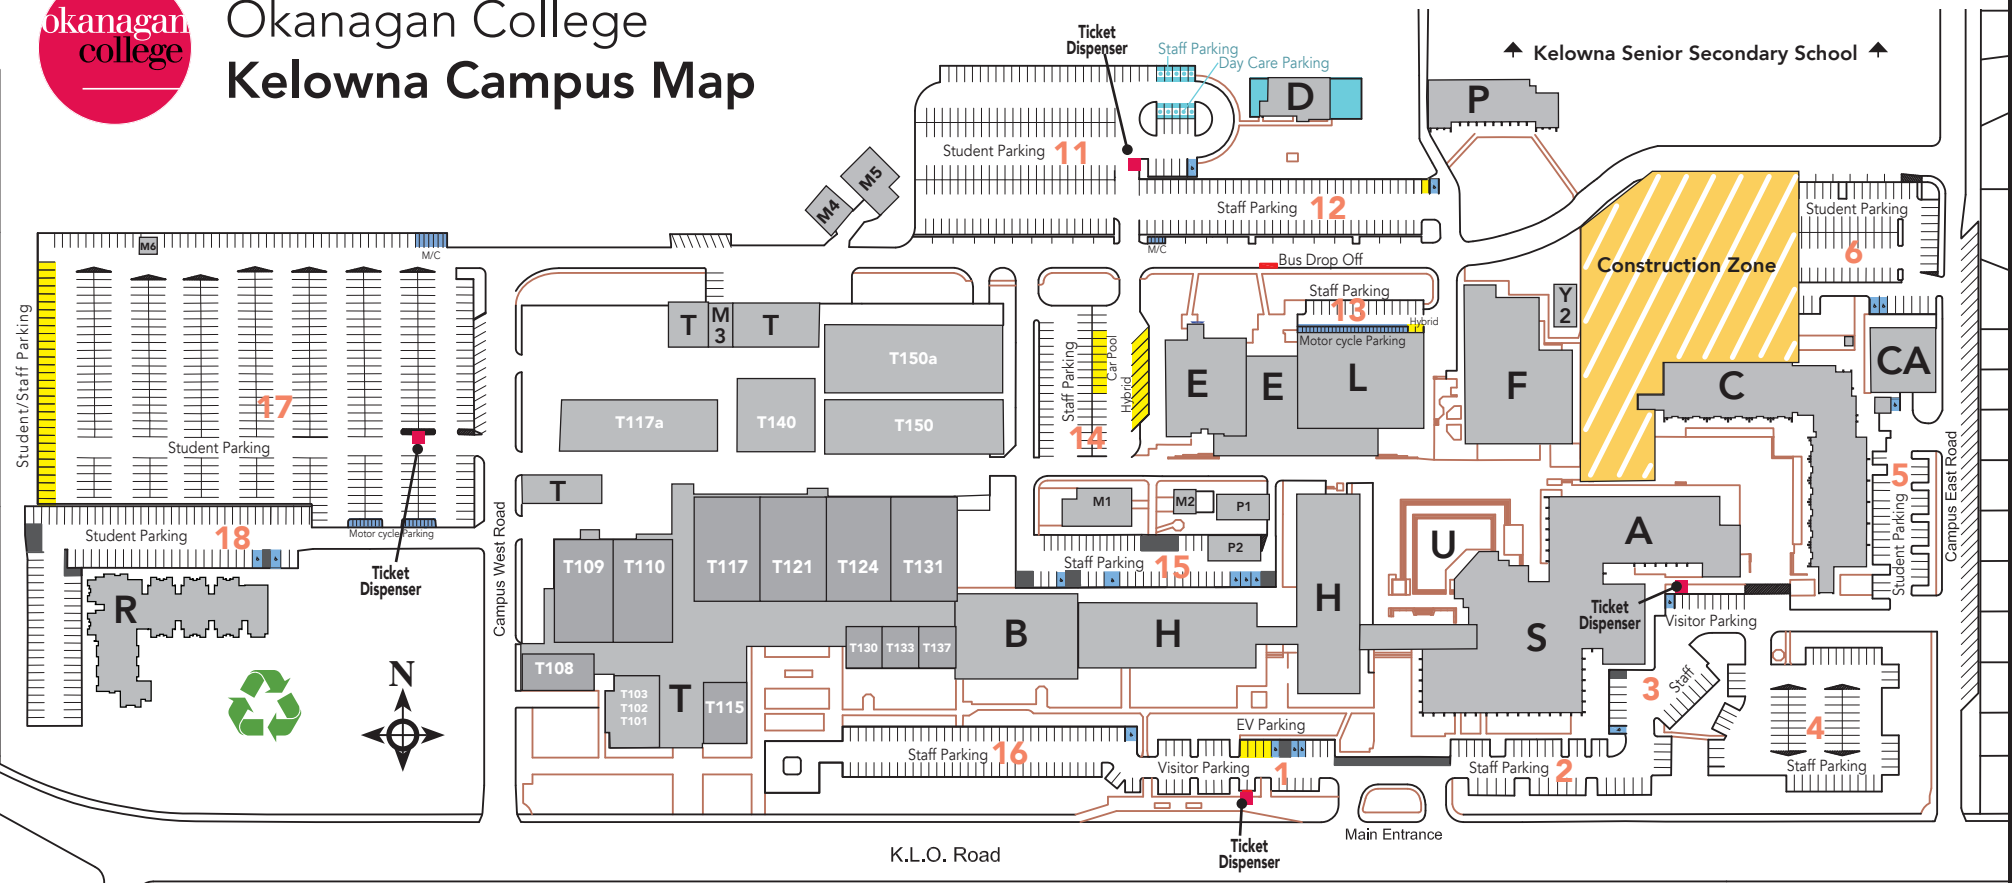 okanagan
college
Okanagan College
Kelowna Campus Map
Ticket
Dispenser
Staff Parking
Day Care Parking
D
Kelowna Senior Secondary School
P
Student Parking 11
M5
M4
Staff Parking 12
M/C
Student Parking
6
M6
M/C
Bus Drop Off
Construction Zone
Staff Parking
13
Hybrid
Motor cycle Parking
Y
2
T
M
3
T
T150a
Student/Staff Parking
17
Student Parking
T117a
T140
T150
Staff Parking
Car Pool
Hybrid
14
E
E
L
F
C
CA
T
Campus West Road
M1
M2
P1
P2
Staff Parking 15
U
A
5
Student Parking
Campus East Road
Student Parking 18
Motor cycle Parking
Ticket
Dispenser
T109
T110
T117
T121
T124
T131
H
R
B
H
S
Ticket
Dispenser
Visitor Parking
T130
T133
T137
T108
T103
T102
T101
T
T115
N
3
Staff
4
Staff Parking
EV Parking
Staff Parking 16
Visitor Parking 1
Staff Parking 2
Main Entrance
Ticket
Dispenser
K.L.O. Road